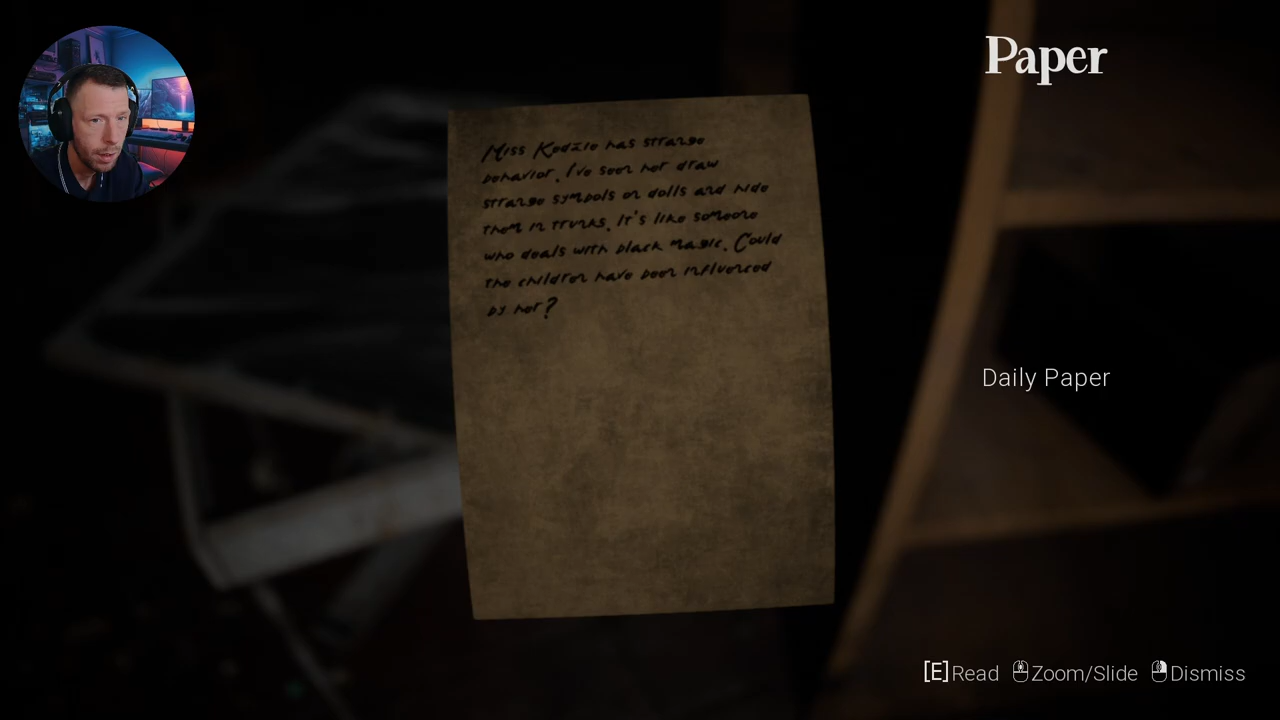 Paper
Miss Kedzie has strange
behavior. I've seen her draw
strange symbols on dolls and hide
them in trunks. It's like someone
who deals with black magic. Could
the children have been influenced
by her?
Daily Paper
[E] Read Zoom/Slide Dismiss